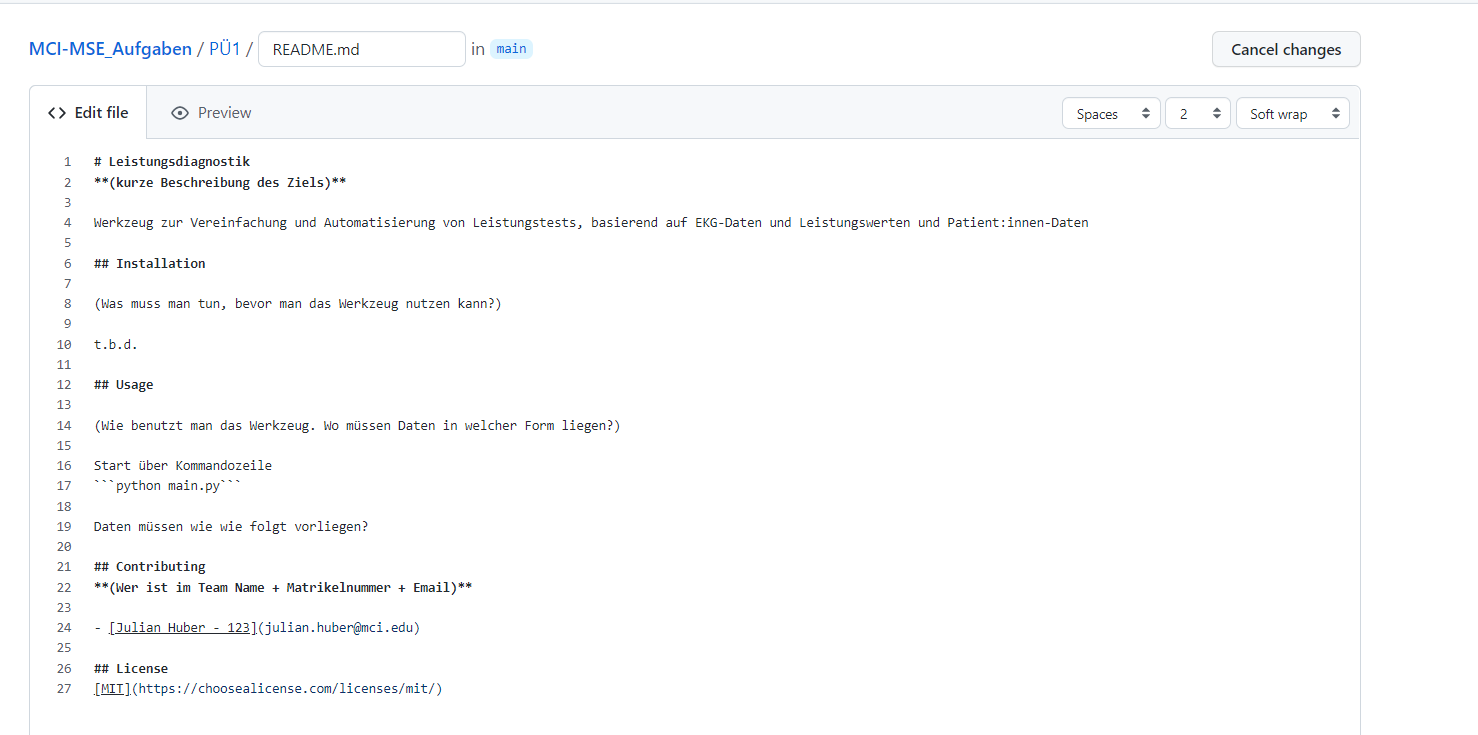 MCI-MSE_Aufgaben / PÜ1 / README.md in main Cancel changes
Edit file Preview Spaces 2 Soft wrap
1 # Leistungsdiagnostik
2 **(kurze Beschreibung des Ziels)**
3
4 Werkzeug zur Vereinfachung und Automatisierung von Leistungstests, basierend auf EKG-Daten und Leistungswerten und Patient:innen-Daten
5
6 ## Installation
7
8 (Was muss man tun, bevor man das Werkzeug nutzen kann?)
9
10 t.b.d.
11
12 ## Usage
13
14 (Wie benutzt man das Werkzeug. Wo müssen Daten in welcher Form liegen?)
15
16 Start über Kommandozeile
17 ```python main.py```
18
19 Daten müssen wie wie folgt vorliegen?
20
21 ## Contributing
22 **(Wer ist im Team Name + Matrikelnummer + Email)**
23
24 - [Julian Huber - 123](julian.huber@mci.edu)
25
26 ## License
27 [MIT](https://choosealicense.com/licenses/mit/)